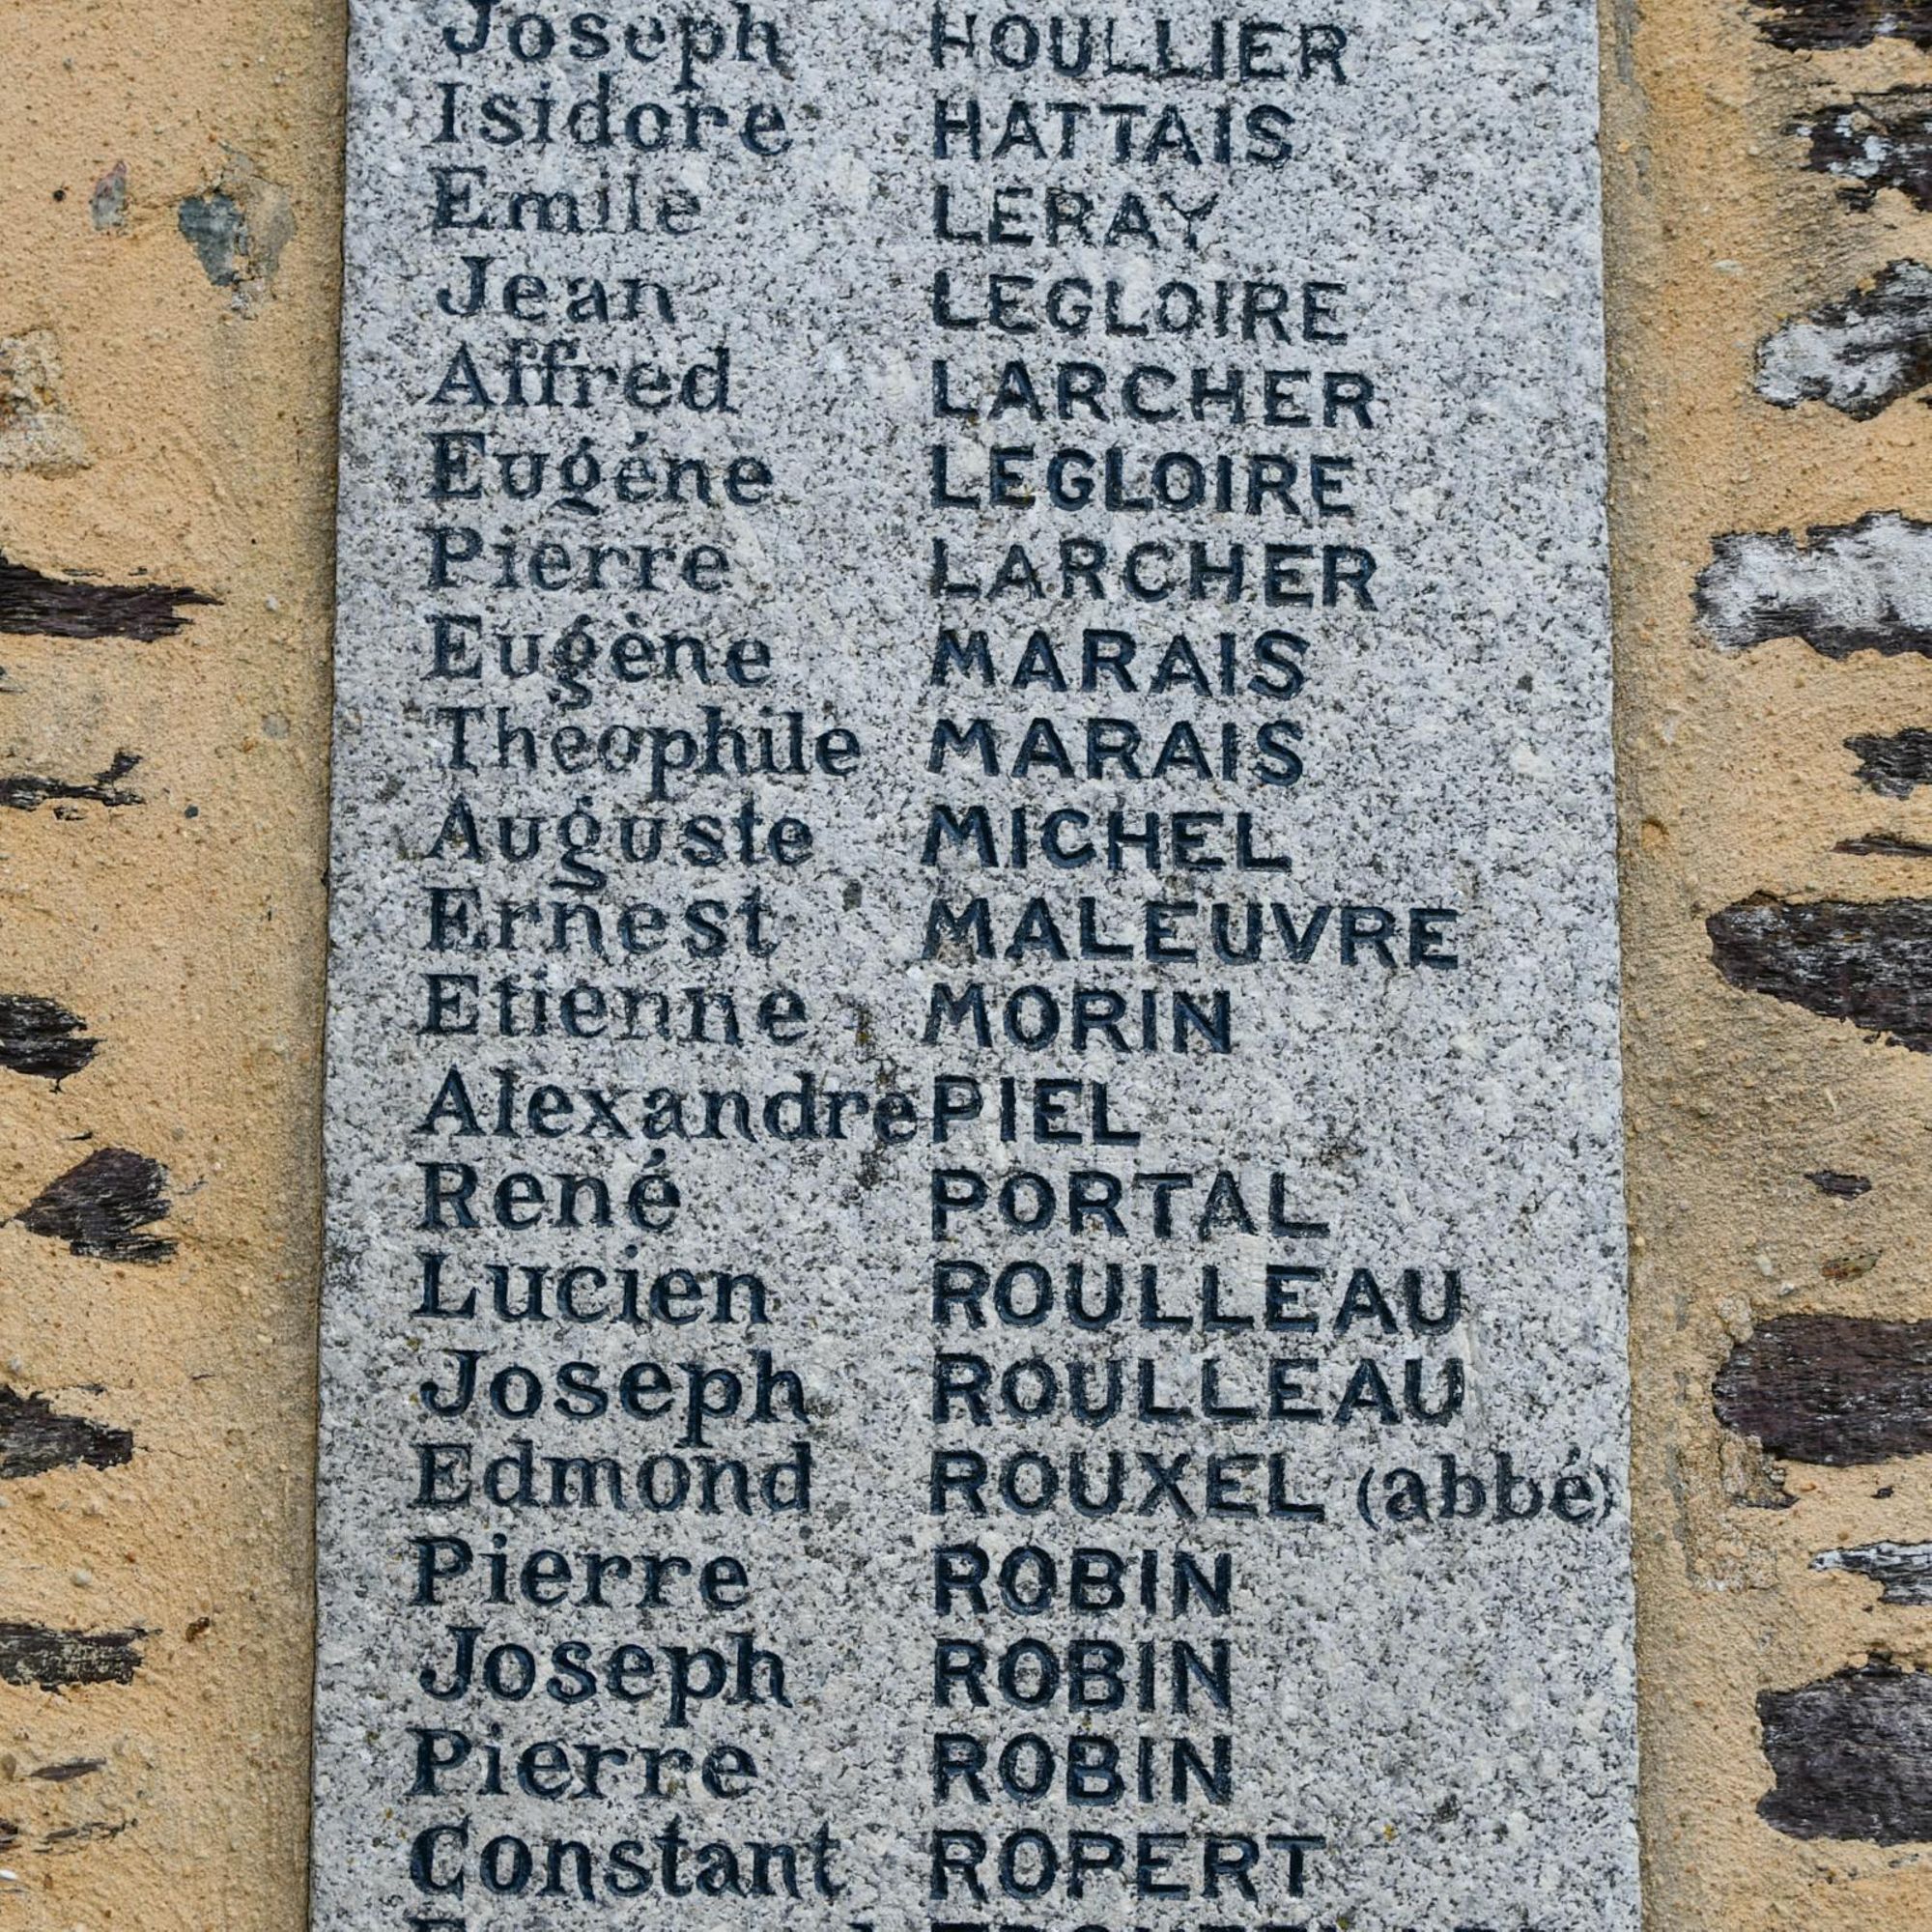 Joseph HOULLIER
Isidore HATTAIS
Emile LERAY
Jean LEGLOIRE
Affred LARCHER
Eugéne LEGLOIRE
Pierre LARCHER
Eugène MARAIS
Theophile MARAIS
Auguste MICHEL
Ernest MALEUVRE
Etienne MORIN
Alexandre PIEL
René PORTAL
Lucien ROULLEAU
Joseph ROULLEAU
Edmond ROUXEL (abbé)
Pierre ROBIN
Joseph ROBIN
Pierre ROBIN
Constant ROPERT